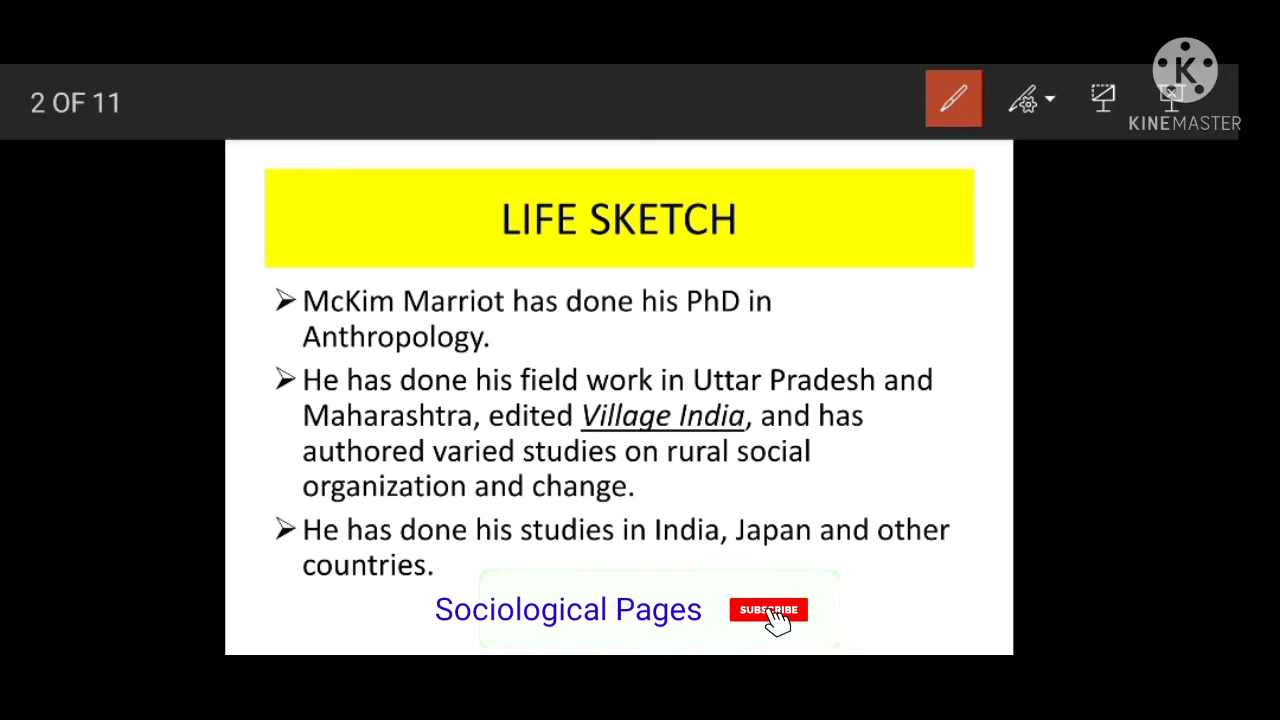 2 OF 11
K
KINEMASTER
LIFE SKETCH
➢ McKim Marriot has done his PhD in
Anthropology.
➢ He has done his field work in Uttar Pradesh and
Maharashtra, edited Village India, and has
authored varied studies on rural social
organization and change.
➢ He has done his studies in India, Japan and other
countries.
Sociological Pages
SUBSCRIBE